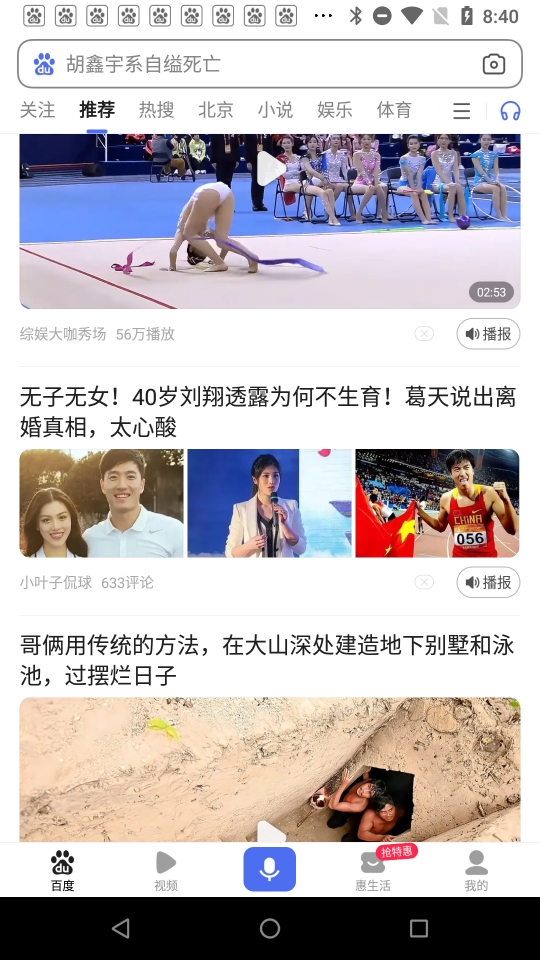 8:40
du
胡鑫宇系自缢死亡
关注 推荐 热搜 北京 小说 娱乐 体育
02:53
综娱大咖秀场 56万播放 播报
无子无女！40岁刘翔透露为何不生育！葛天说出离
婚真相，太心酸
CHINA
056
小叶子侃球 633评论 播报
哥俩用传统的方法，在大山深处建造地下别墅和泳
池，过摆烂日子
du
抢特惠
百度 视频 惠生活 我的